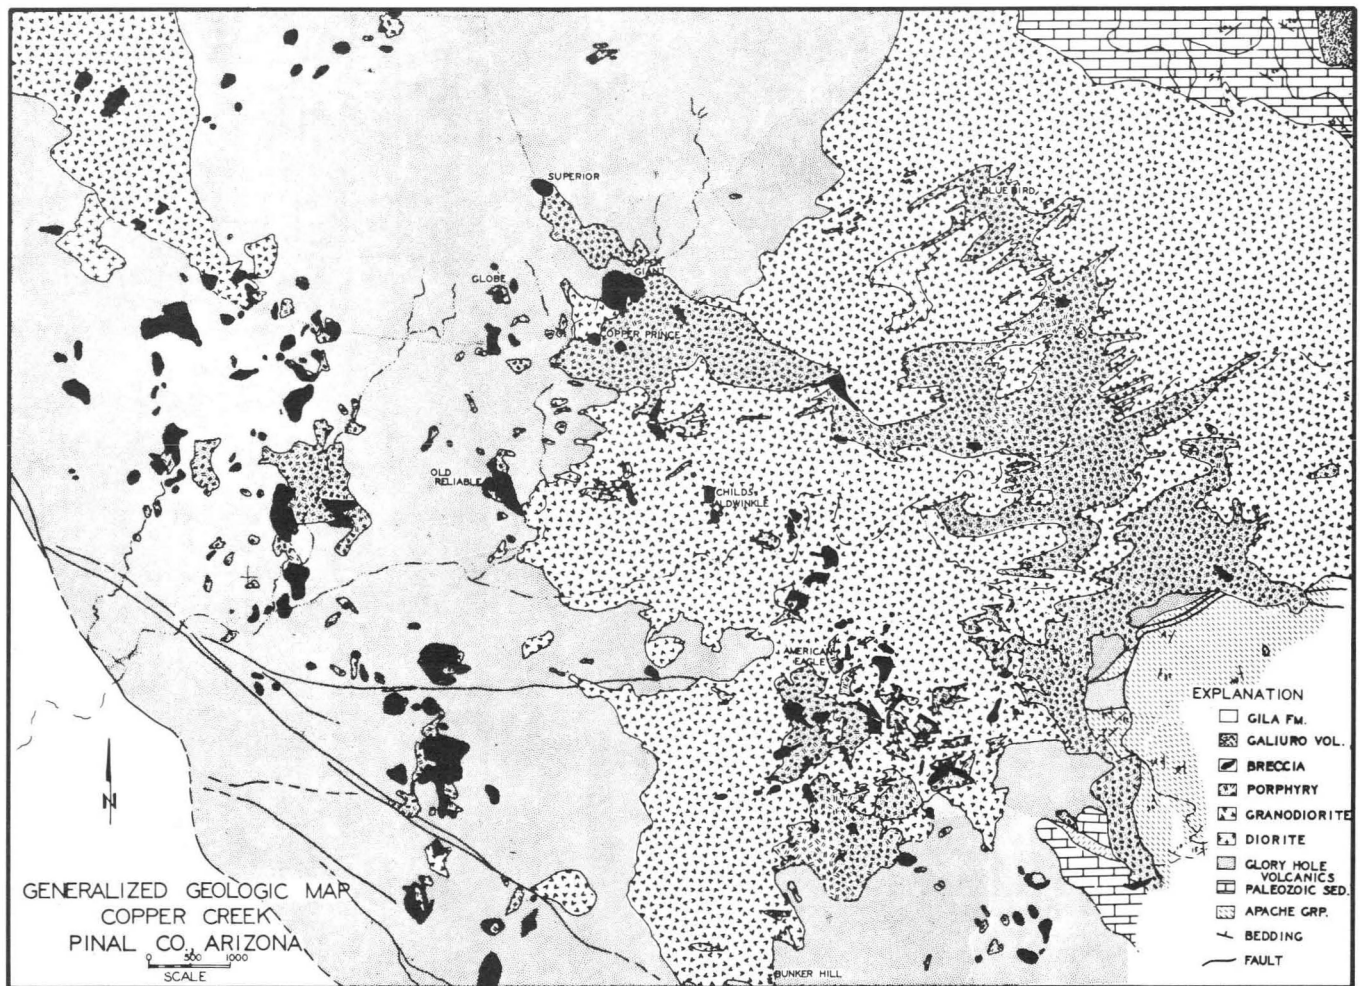 SUPERIOR
BLUE BIRD
COPPER
GIANT
GLOBE
COPPER PRINCE
OLD
RELIABLE
CHILDS
ALDWINKLE
AMERICAN
EAGLE
EXPLANATION
GILA FM.
GALIURO VOL.
BRECCIA
PORPHYRY
GRANODIORITE
DIORITE
GLORY HOLE
VOLCANICS
PALEOZOIC SED.
APACHE GRP.
BEDDING
FAULT
N
GENERALIZED GEOLOGIC MAP
COPPER CREEK
PINAL CO., ARIZONA
0 500 1000
SCALE
BUNKER HILL